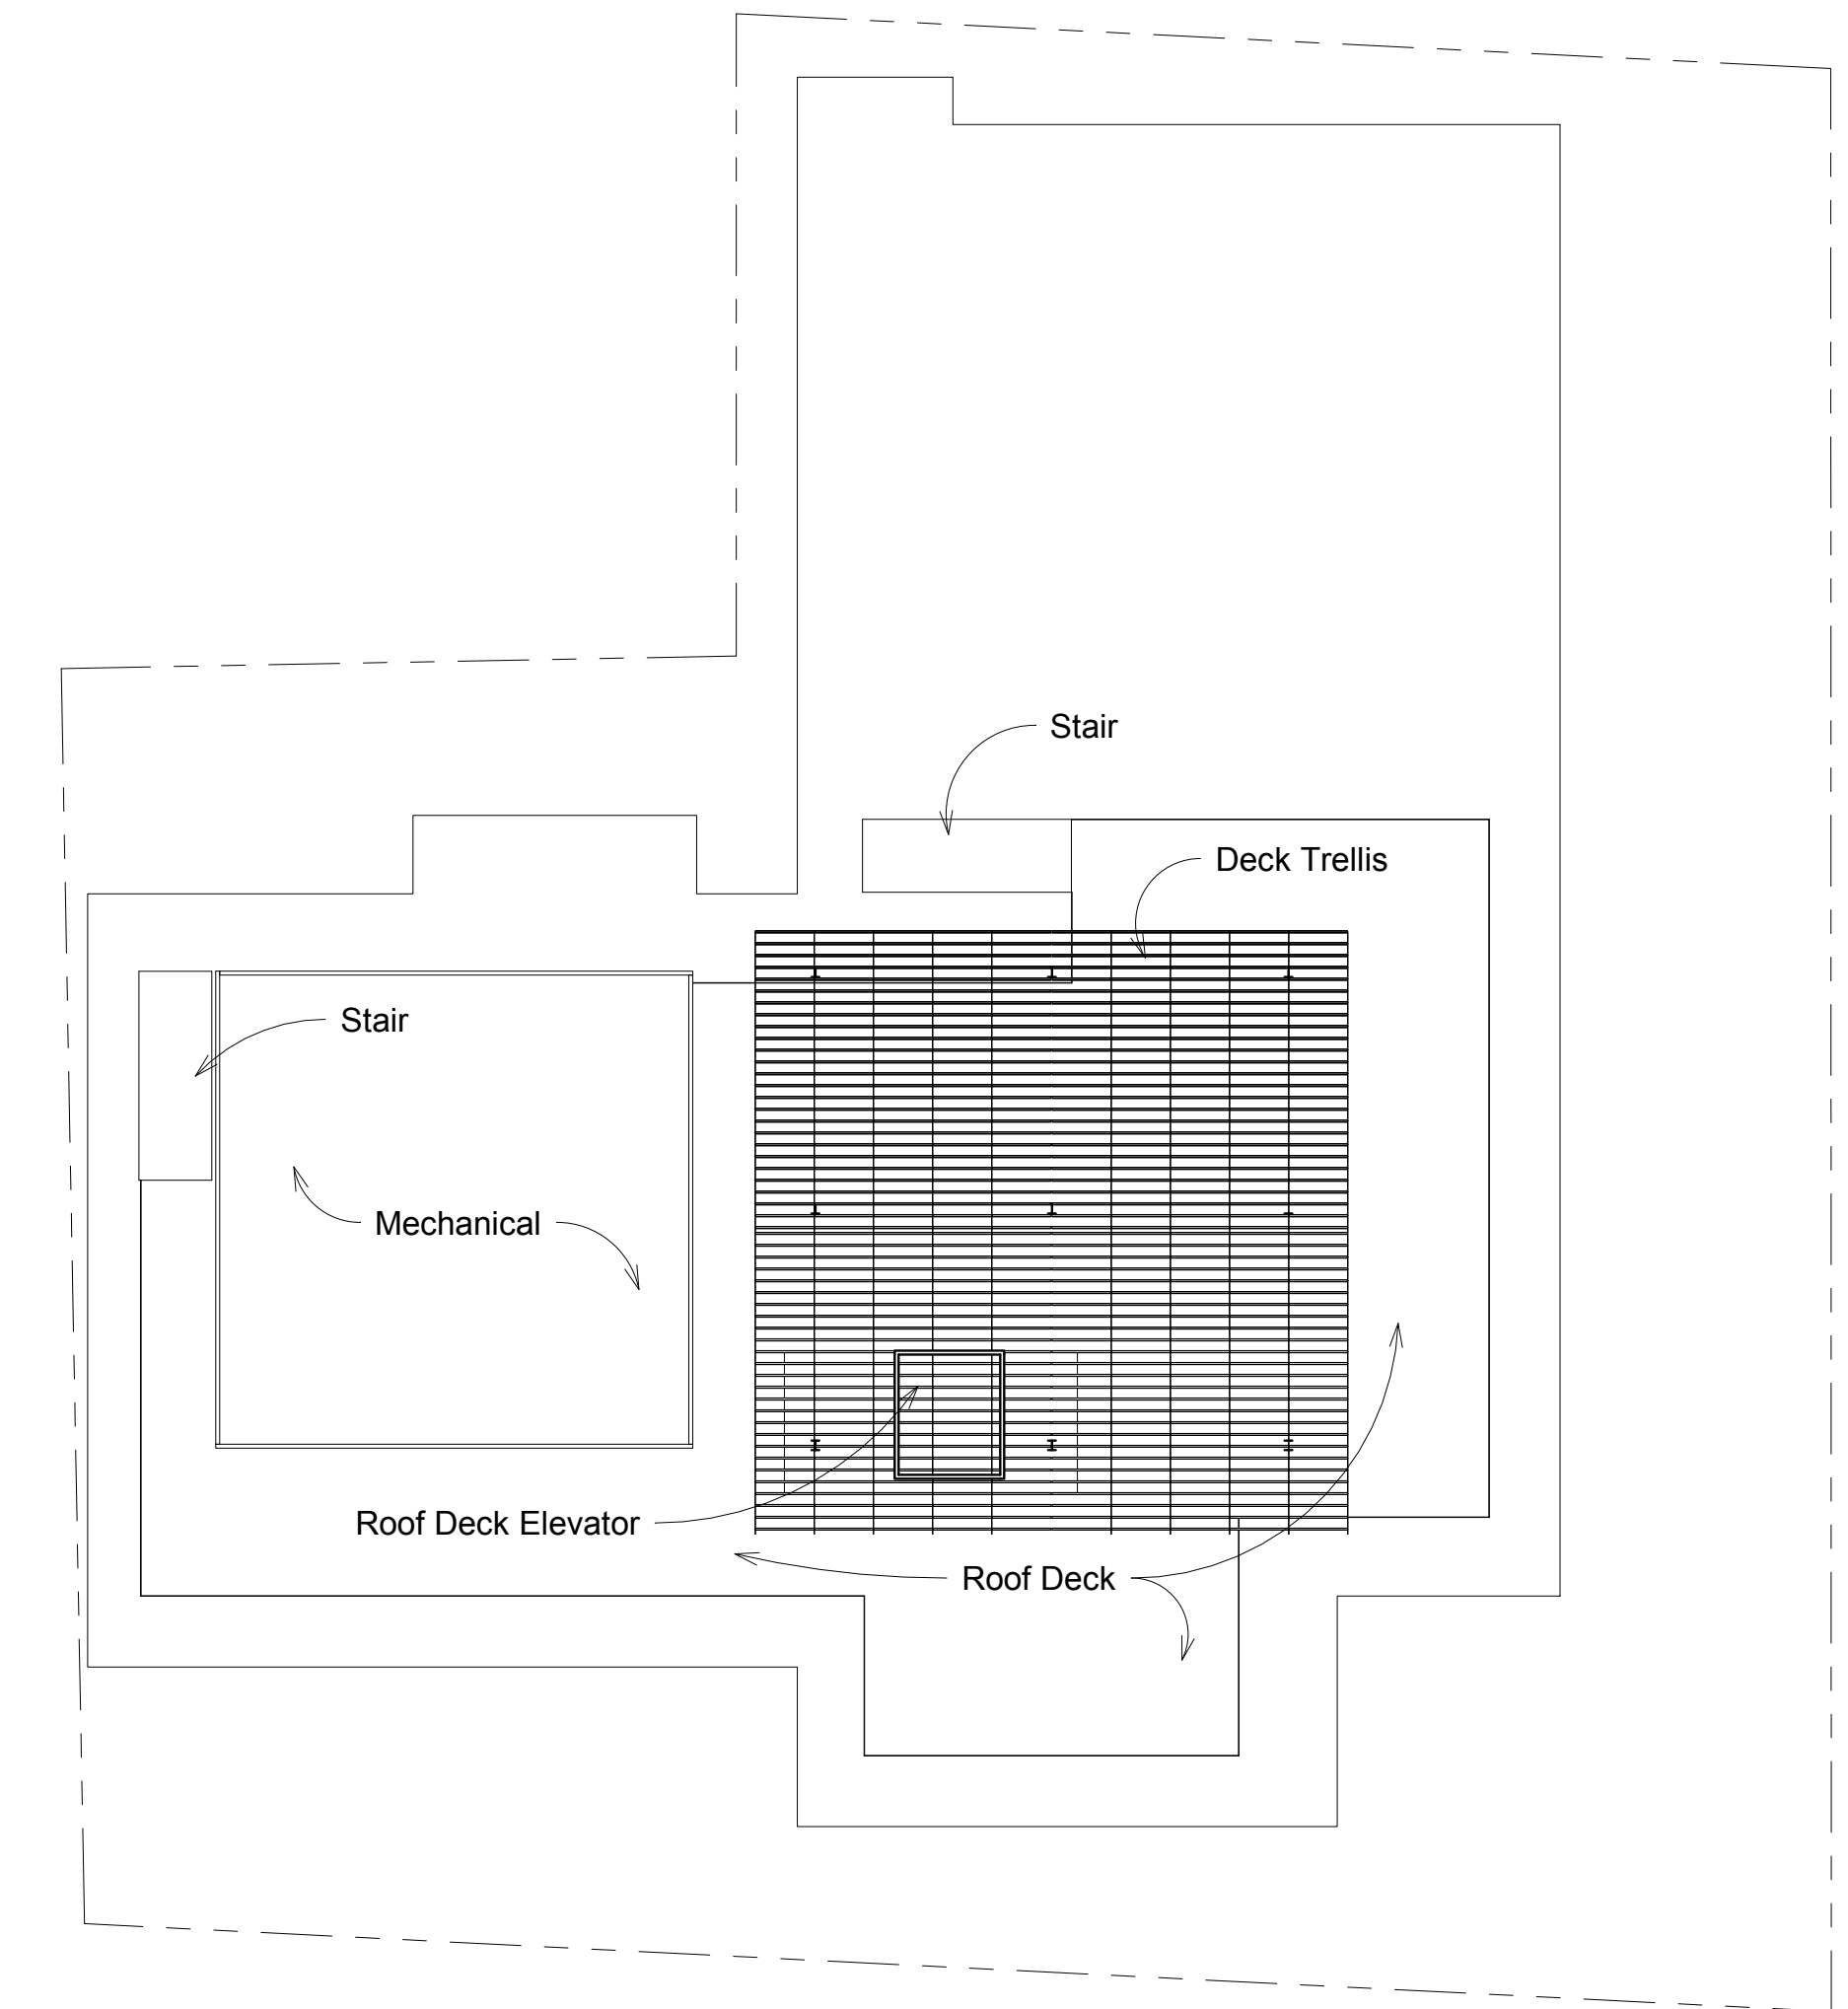 Stair
Deck Trellis
Stair
Mechanical
Roof Deck Elevator
Roof Deck